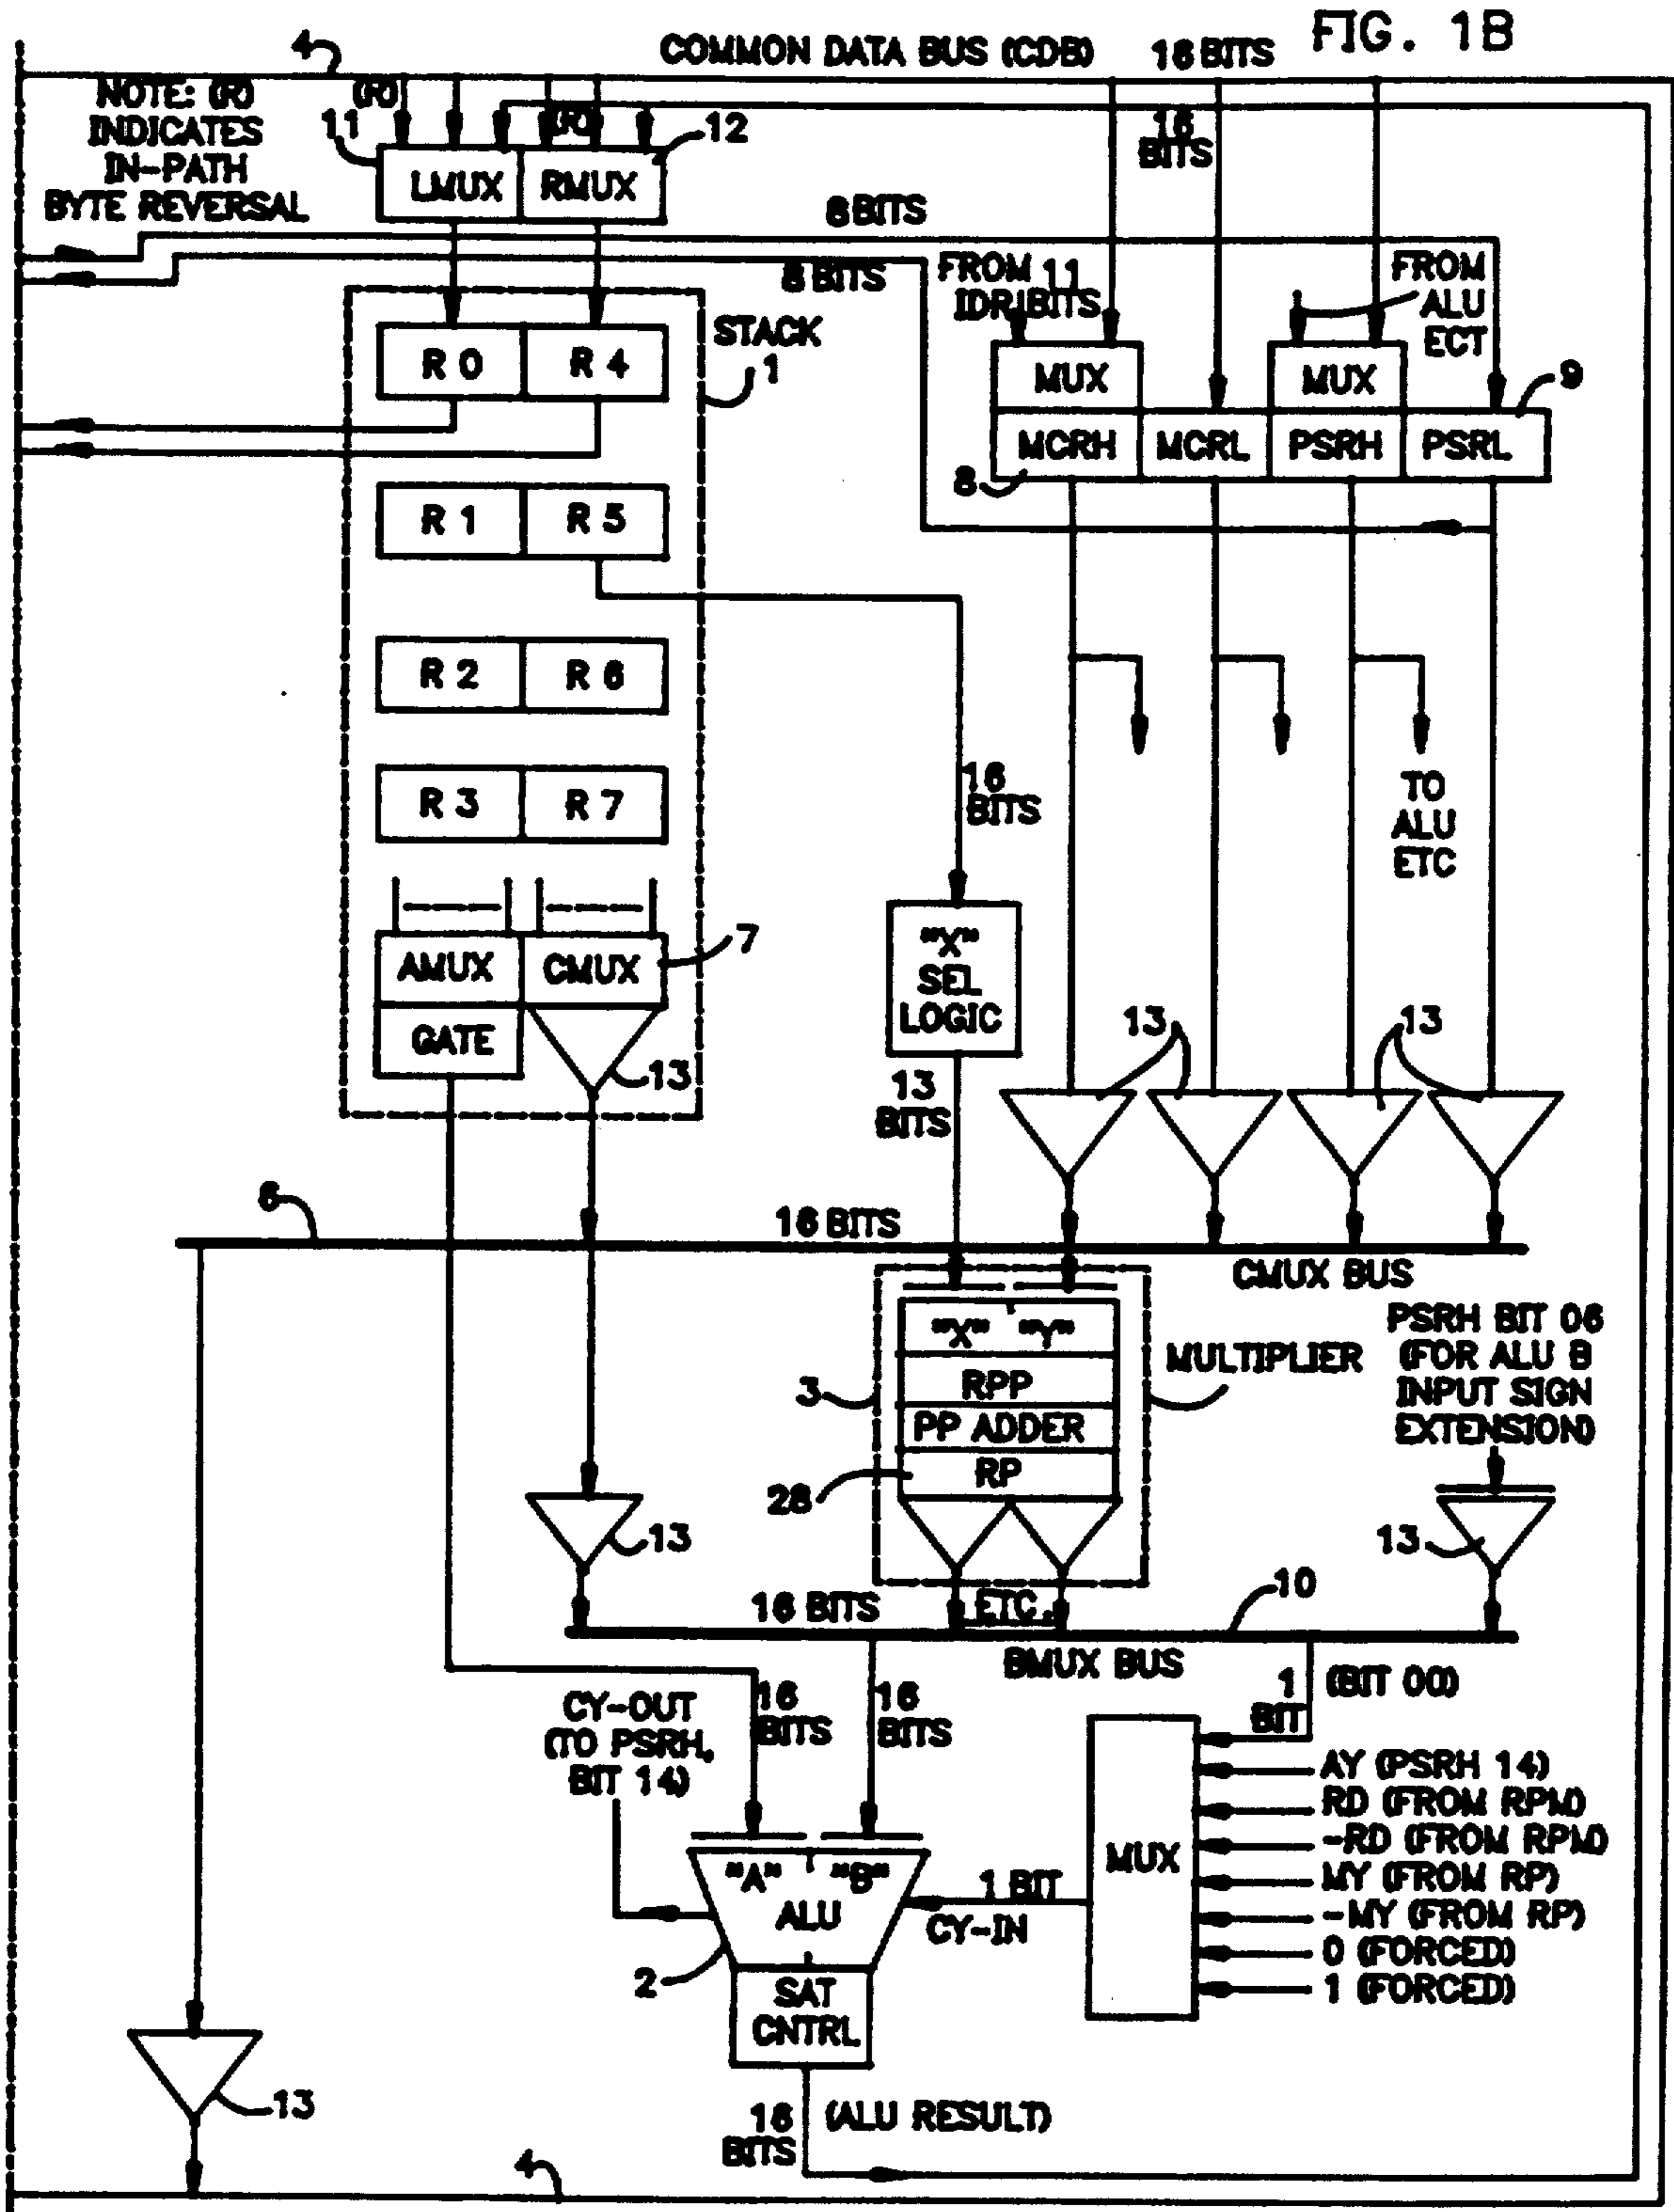 FIG. 1B
4
COMMON DATA BUS (CDB)
16 BITS
NOTE: (R)
INDICATES
IN-PATH
BYTE REVERSAL
(R)
(R)
11
12
16
BITS
LMUX
RMUX
8 BITS
8 BITS
FROM
IDR
11
BITS
FROM
ALU
ECT
STACK
1
R 0
R 4
MUX
MUX
9
MCRH
MCRL
PSRH
PSRL
8
R 1
R 5
R 2
R 6
R 3
R 7
16
BITS
TO
ALU
ETC
AMUX
CMUX
7
GATE
13
"X"
SEL
LOGIC
13
13
13
BITS
6
16 BITS
CMUX BUS
"X"
"Y"
RPP
PP ADDER
RP
3
28
MULTIPLIER
PSRH BIT 06
(FOR ALU B
INPUT SIGN
EXTENSION)
13
13
16 BITS
ETC.
10
BMUX BUS
CY-OUT
(TO PSRH,
BIT 14)
16
BITS
16
BITS
1
BIT
(BIT 00)
AY (PSRH 14)
RD (FROM RPM)
-RD (FROM RPM)
MY (FROM RP)
-MY (FROM RP)
0 (FORCED)
1 (FORCED)
MUX
"A"
"B"
ALU
1 BIT
CY-IN
2
SAT
CNTRL
13
16
BITS
(ALU RESULT)
4